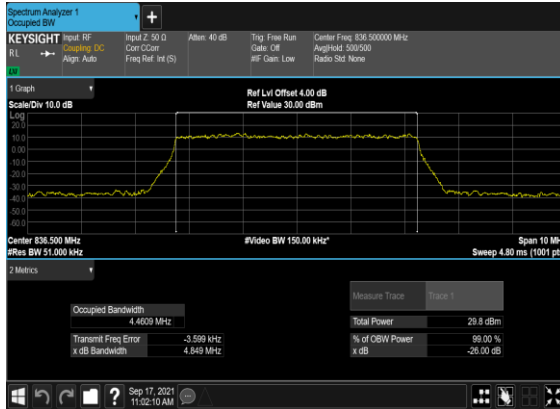 Spectrum Analyzer 1
Occupied BW
KEYSIGHT
RL
LV
Input: RF
Coupling: DC
Align: Auto
Input Z: 50 Ω
Corr CCorr
Freq Ref: Int (S)
Atten: 40 dB
Trig: Free Run
Gate: Off
#IF Gain: Low
Center Freq: 836.500000 MHz
Avg|Hold: 500/500
Radio Std: None
1 Graph
Scale/Div 10.0 dB
Ref Lvl Offset 4.00 dB
Ref Value 30.00 dBm
Log
20.0
10.0
0.00
-10.0
-20.0
-30.0
-40.0
-50.0
-60.0
Center 836.500 MHz
#Video BW 150.00 kHz*
Span 10 MH
#Res BW 51.000 kHz
Sweep 4.80 ms (1001 pt
2 Metrics
Measure Trace
Trace 1
Occupied Bandwidth
4.4609 MHz
Total Power
29.8 dBm
Transmit Freq Error
-3.599 kHz
% of OBW Power
99.00 %
x dB Bandwidth
4.849 MHz
x dB
-26.00 dB
?
Sep 17, 2021
11:02:10 AM